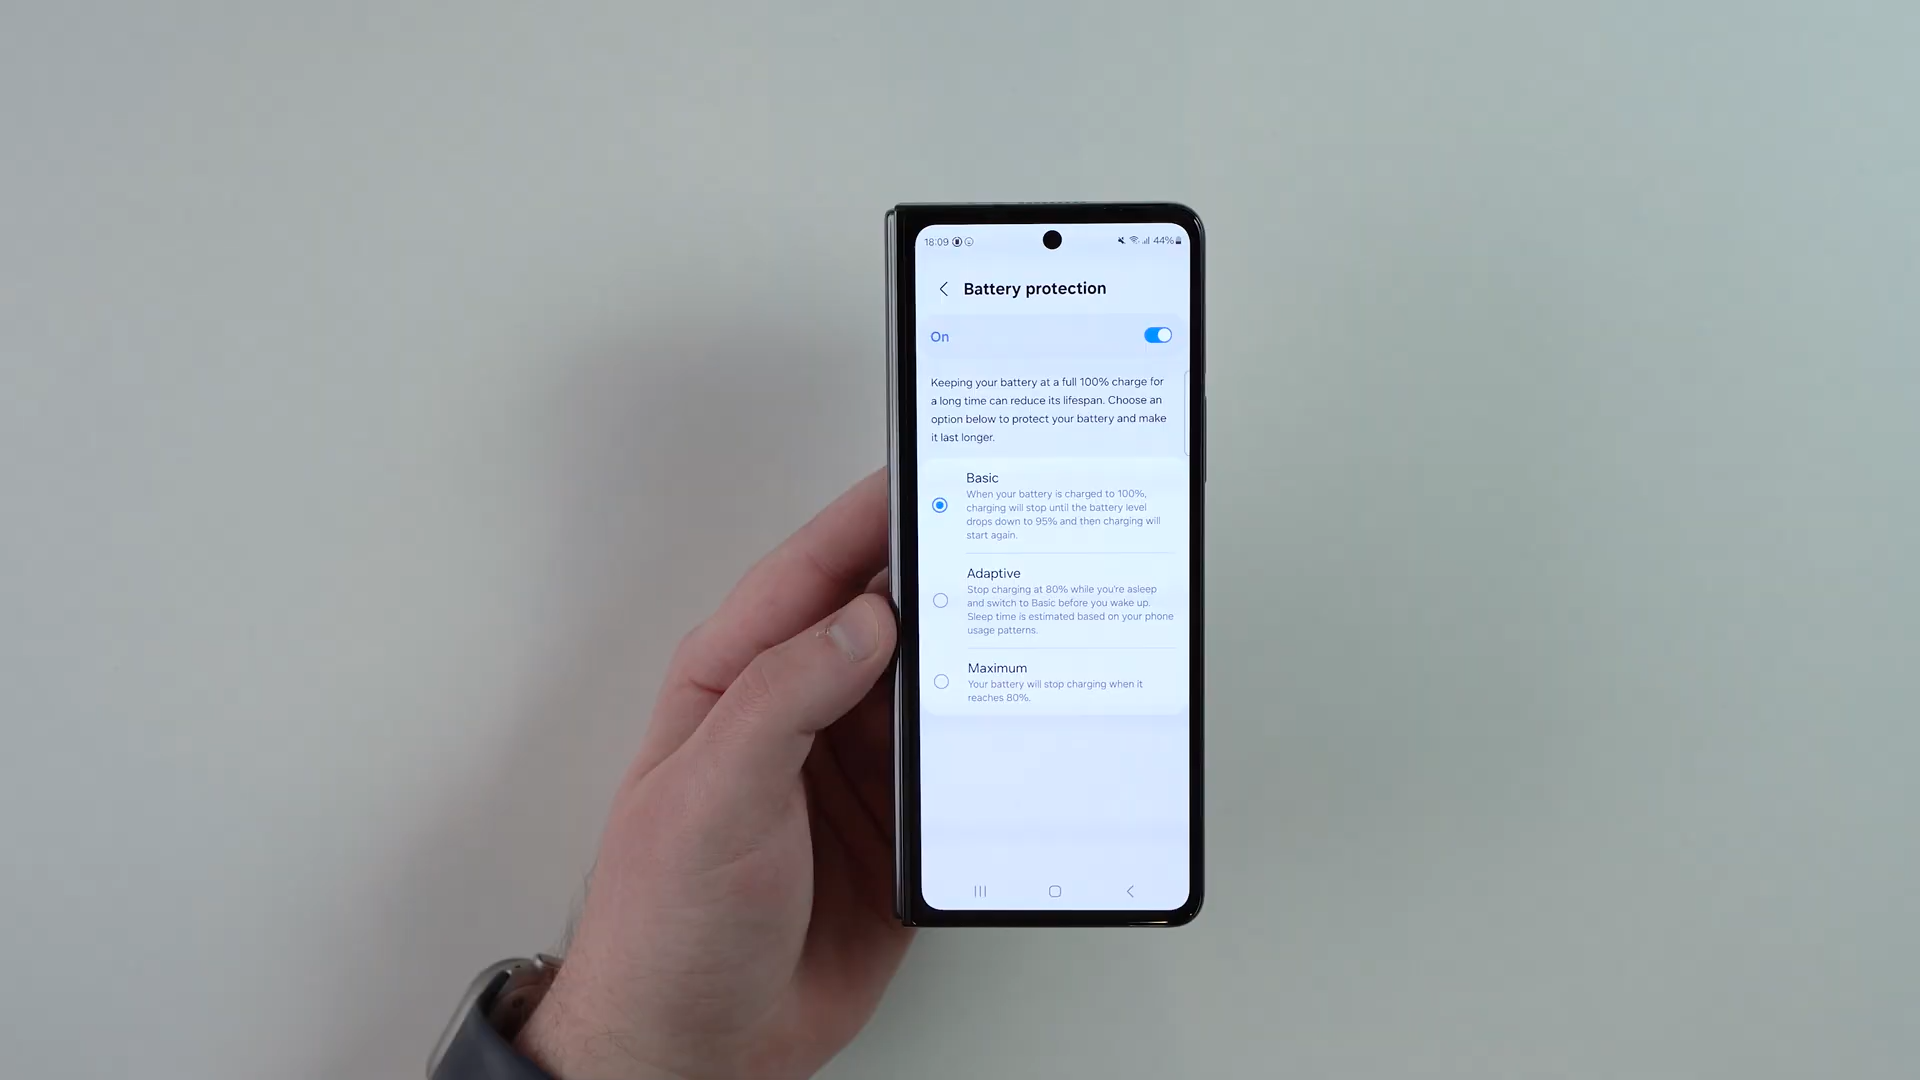 18:09 44%
Battery protection
On
Keeping your battery at a full 100% charge for
a long time can reduce its lifespan. Choose an
option below to protect your battery and make
it last longer.
Basic
When your battery is charged to 100%,
charging will stop until the battery level
drops down to 95% and then charging will
start again.
Adaptive
Stop charging at 80% while you're asleep
and switch to Basic before you wake up.
Sleep time is estimated based on your phone
usage patterns.
Maximum
Your battery will stop charging when it
reaches 80%.